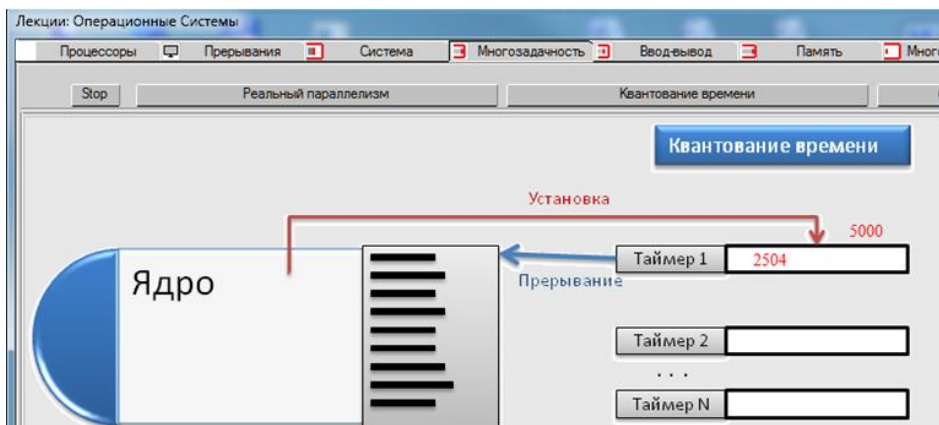 Лекции: Операционные Системы
Процессоры Прерывания Система Многозадачность Ввод-вывод Память Мног
Stop Реальный параллелизм Квантование времени
Квантование времени
Установка
5000
Ядро
Таймер 1 2504
Прерывание
Таймер 2
. . .
Таймер N